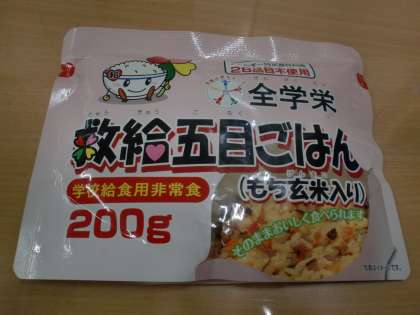 28品目不使用
全学栄
救給五目ごはん
(もち玄米入り)
学校給食用非常食
200g
そのままおいしく食べられます